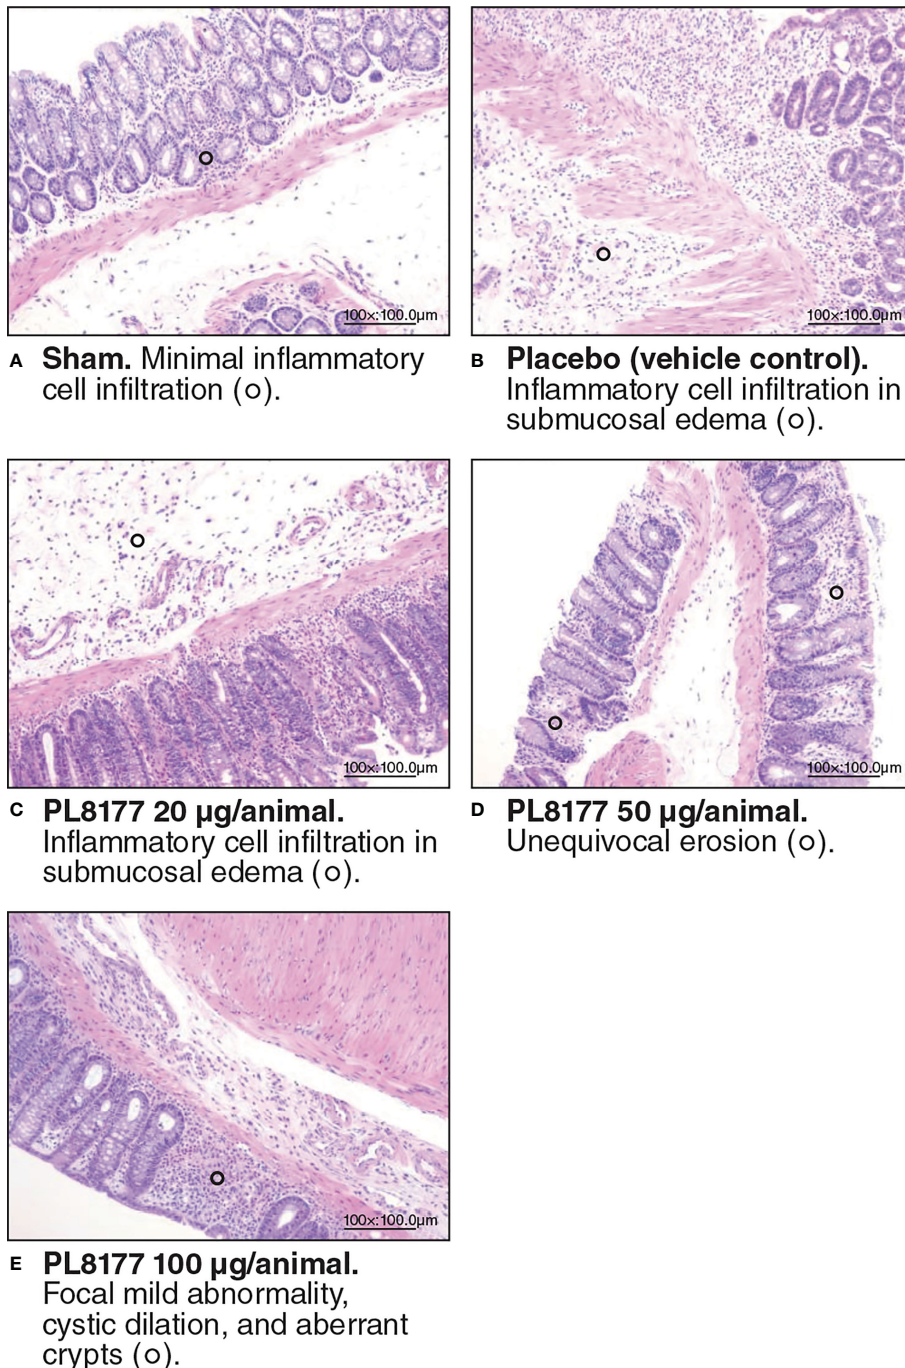 100×:100.0µm
100×:100.0µm
A Sham. Minimal inflammatory
cell infiltration (○).
B Placebo (vehicle control).
Inflammatory cell infiltration in
submucosal edema (○).
100×:100.0µm
100×:100.0µm
C PL8177 20 µg/animal.
Inflammatory cell infiltration in
submucosal edema (○).
D PL8177 50 µg/animal.
Unequivocal erosion (○).
100×:100.0µm
E PL8177 100 µg/animal.
Focal mild abnormality,
cystic dilation, and aberrant
crypts (○).